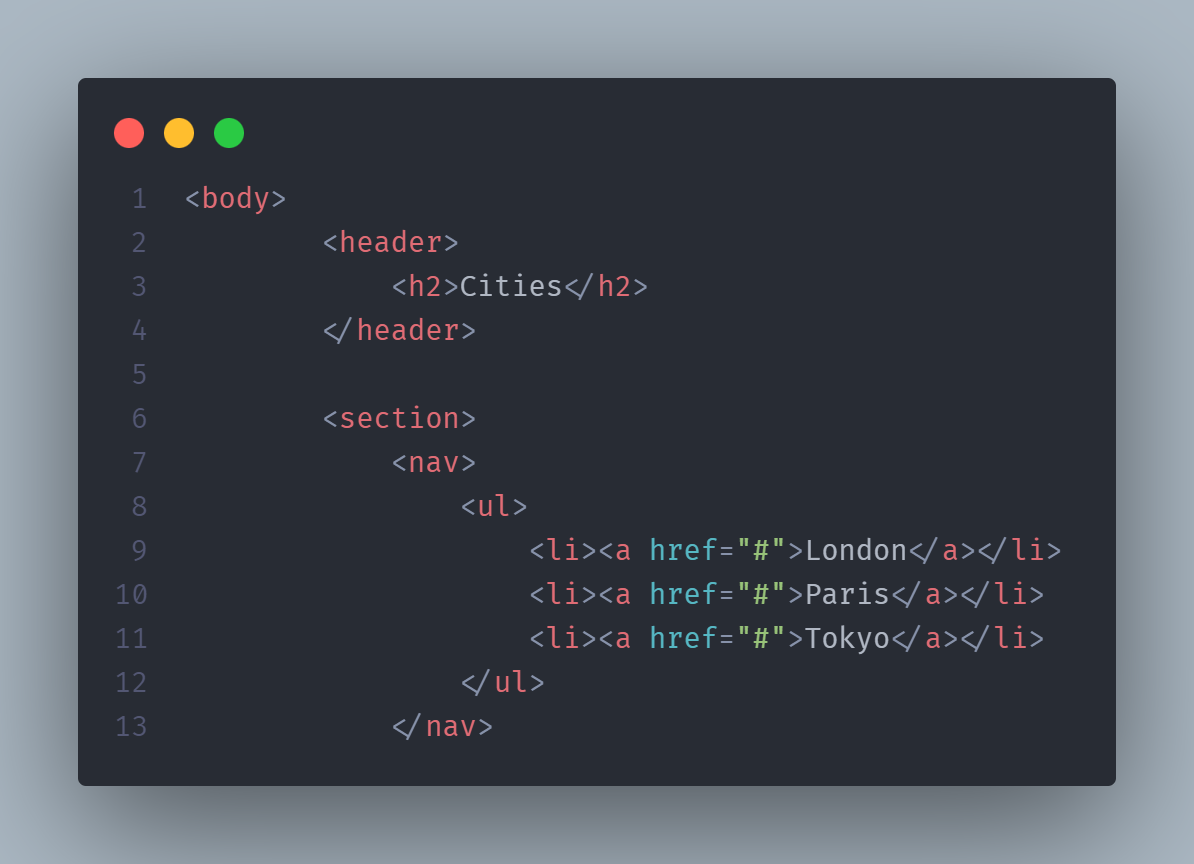 1 <body>
2         <header>
3             <h2>Cities</h2>
4         </header>
5
6         <section>
7             <nav>
8                 <ul>
9                     <li><a href="#">London</a></li>
10                     <li><a href="#">Paris</a></li>
11                     <li><a href="#">Tokyo</a></li>
12                 </ul>
13             </nav>